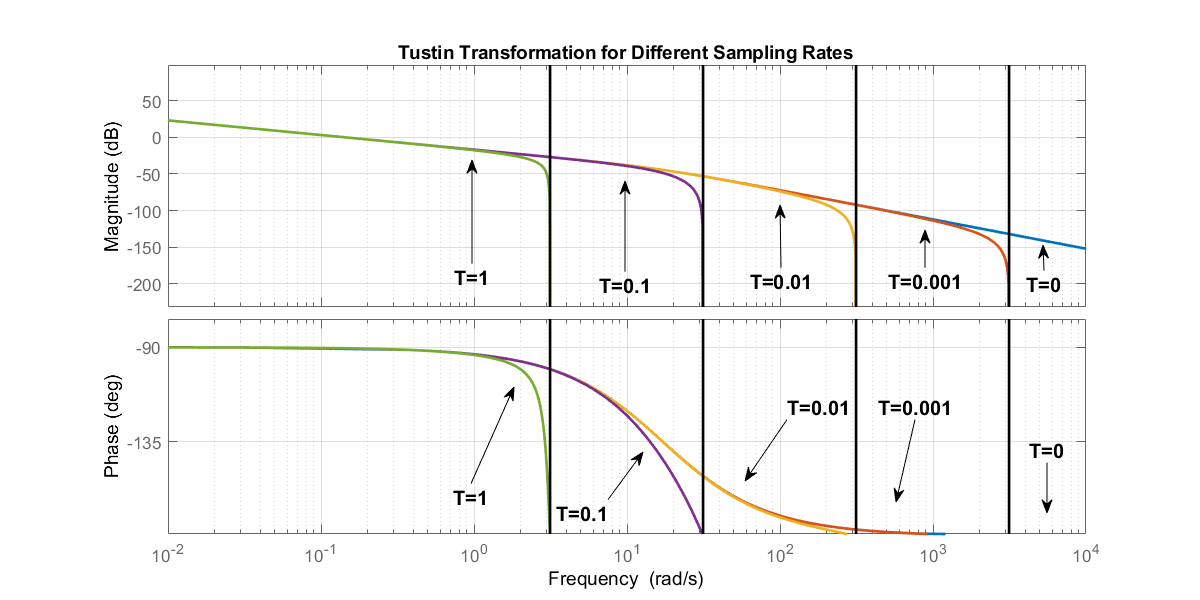 Tustin Transformation for Different Sampling Rates
Magnitude (dB)
50
0
-50
-100
-150
-200
T=1
T=0.1
T=0.01
T=0.001
T=0
Phase (deg)
-90
-135
T=1
T=0.1
T=0.01
T=0.001
T=0
10^-2
10^-1
10^0
10^1
10^2
10^3
10^4
Frequency (rad/s)